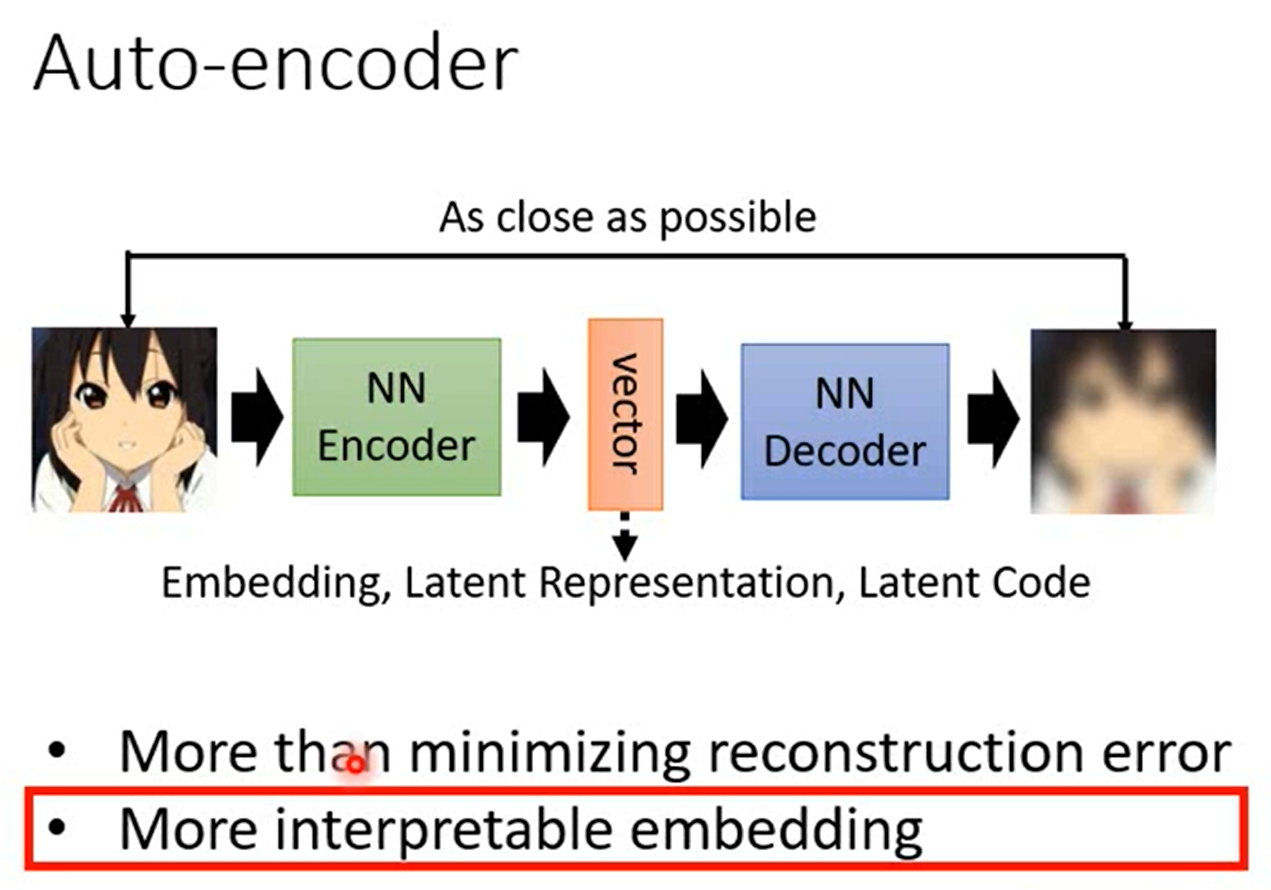 Auto-encoder
As close as possible
NN
Encoder
vector
NN
Decoder
Embedding, Latent Representation, Latent Code
• More than minimizing reconstruction error
• More interpretable embedding